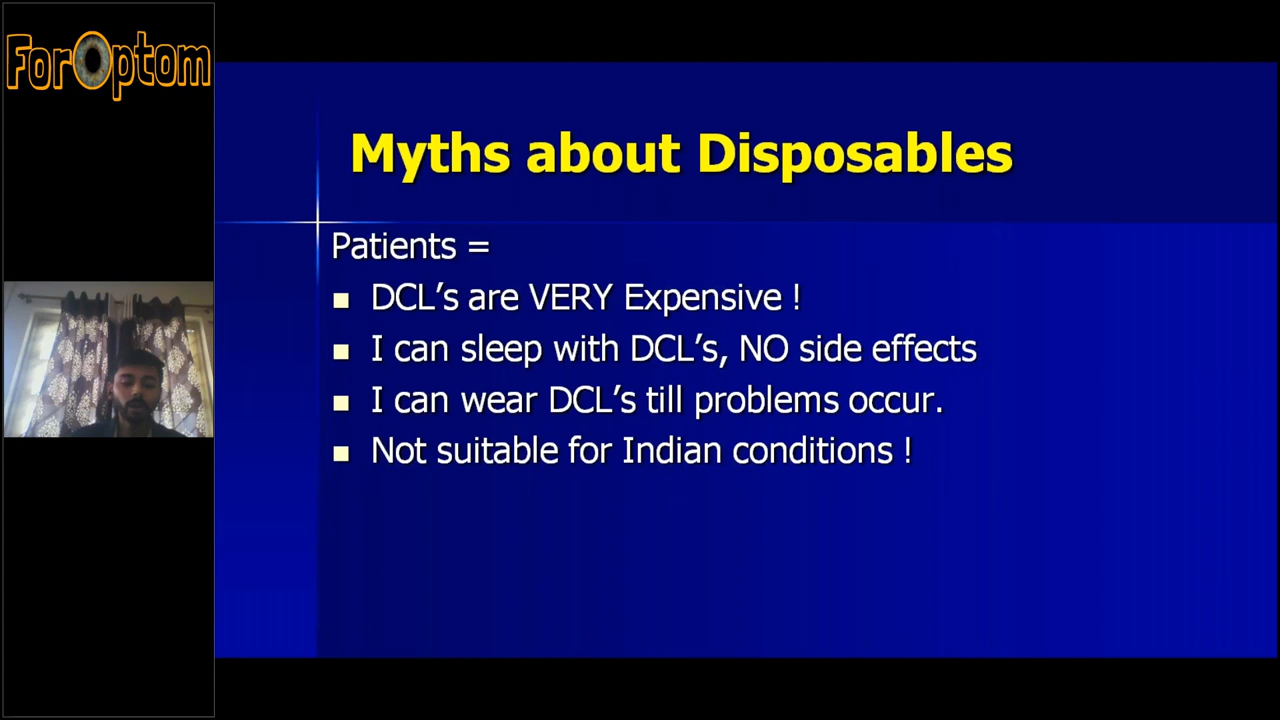 ForOptom
Myths about Disposables
Patients =
DCL's are VERY Expensive !
I can sleep with DCL's, NO side effects
I can wear DCL's till problems occur.
Not suitable for Indian conditions !